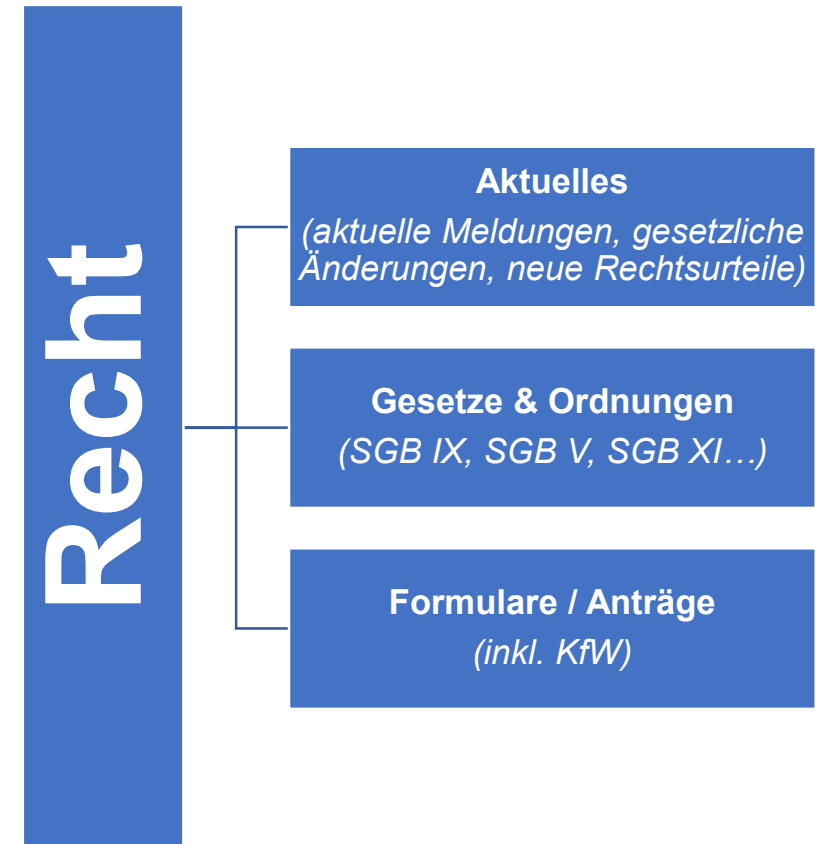 Recht
Aktuelles
(aktuelle Meldungen, gesetzliche
Änderungen, neue Rechtsurteile)
Gesetze & Ordnungen
(SGB IX, SGB V, SGB XI…)
Formulare / Anträge
(inkl. KfW)